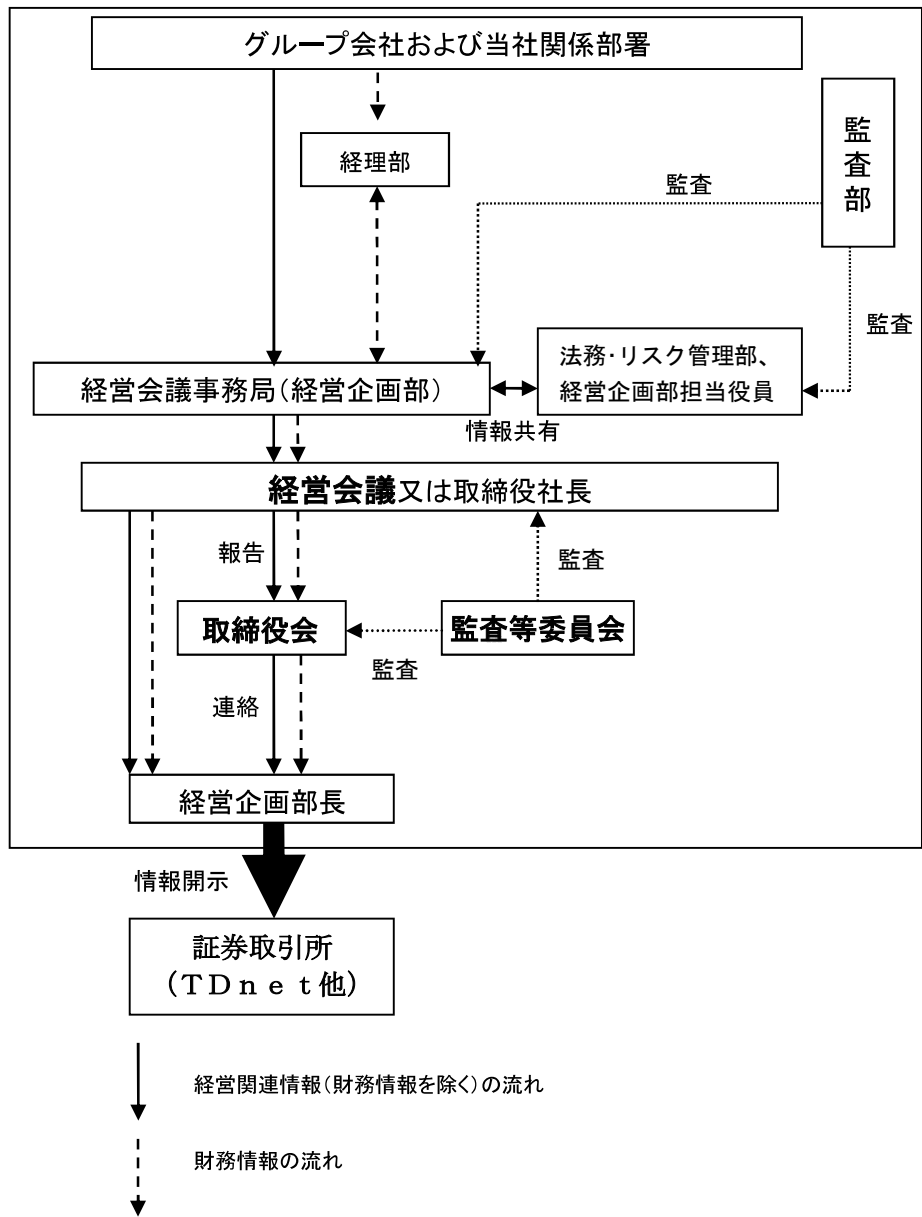 グループ会社および当社関係部署
監査部
経理部
監査
監査
法務・リスク管理部、
経営企画部担当役員
経営会議事務局（経営企画部）
情報共有
経営会議又は取締役社長
報告
監査
取締役会
監査等委員会
監査
連絡
経営企画部長
情報開示
証券取引所
（ＴＤｎｅｔ他）
経営関連情報（財務情報を除く）の流れ
財務情報の流れ